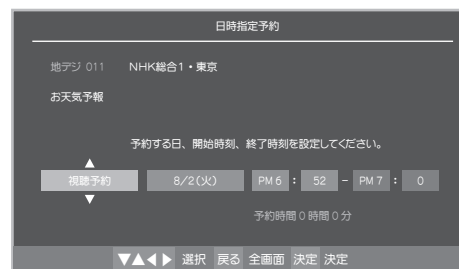 日時指定予約
地デジ 011 NHK総合1・東京
お天気予報
予約する日、開始時刻、終了時刻を設定してください。
▲
視聴予約 8/2(火) PM 6 : 52 - PM 7 : 0
▼
予約時間 0 時間 0 分
▼▲◀▶ 選択 戻る 全画面 決定 決定